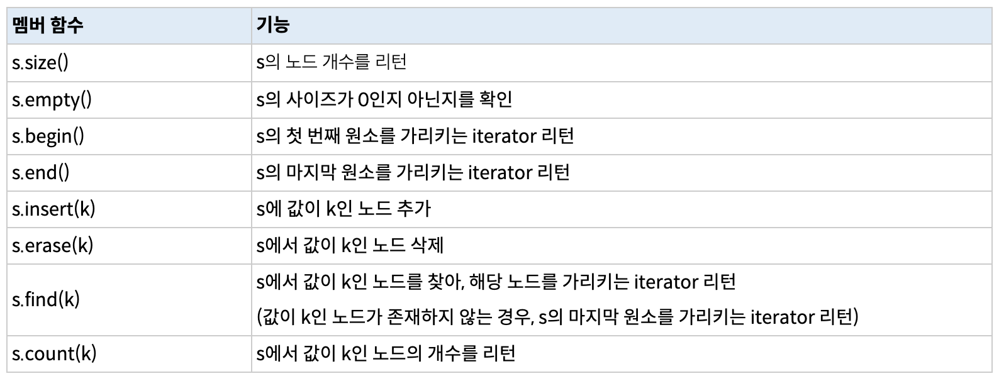 멤버 함수 기능
s.size() s의 노드 개수를 리턴
s.empty() s의 사이즈가 0인지 아닌지를 확인
s.begin() s의 첫 번째 원소를 가리키는 iterator 리턴
s.end() s의 마지막 원소를 가리키는 iterator 리턴
s.insert(k) s에 값이 k인 노드 추가
s.erase(k) s에서 값이 k인 노드 삭제
s.find(k) s에서 값이 k인 노드를 찾아, 해당 노드를 가리키는 iterator 리턴
(값이 k인 노드가 존재하지 않는 경우, s의 마지막 원소를 가리키는 iterator 리턴)
s.count(k) s에서 값이 k인 노드의 개수를 리턴